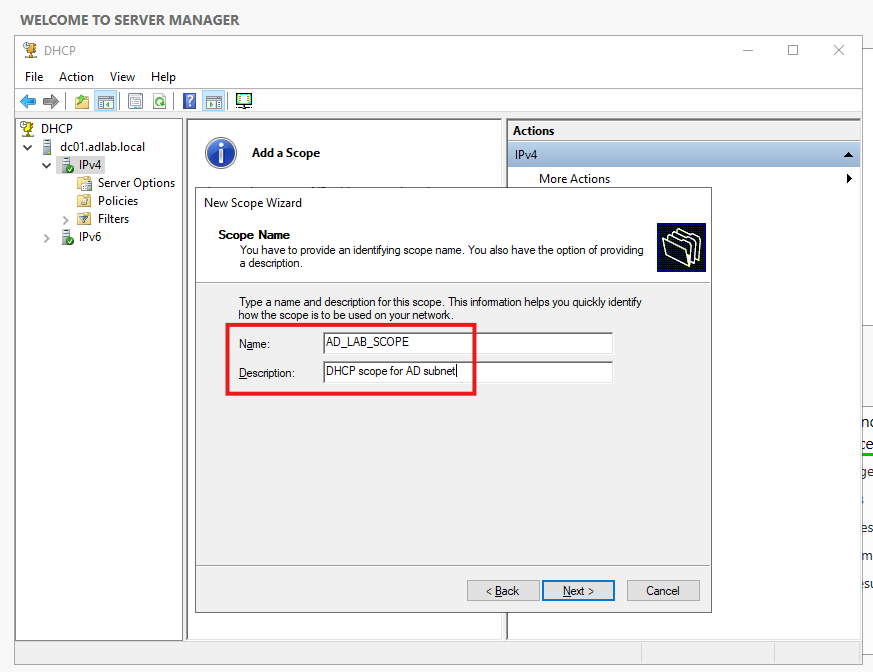 WELCOME TO SERVER MANAGER
DHCP
File Action View Help
DHCP
dc01.adlab.local
IPv4
Server Options
Policies
Filters
IPv6
Add a Scope
Actions
IPv4
More Actions
New Scope Wizard
Scope Name
You have to provide an identifying scope name. You also have the option of providing
a description.
Type a name and description for this scope. This information helps you quickly identify
how the scope is to be used on your network.
Name: AD_LAB_SCOPE
Description: DHCP scope for AD subnet
< Back Next > Cancel